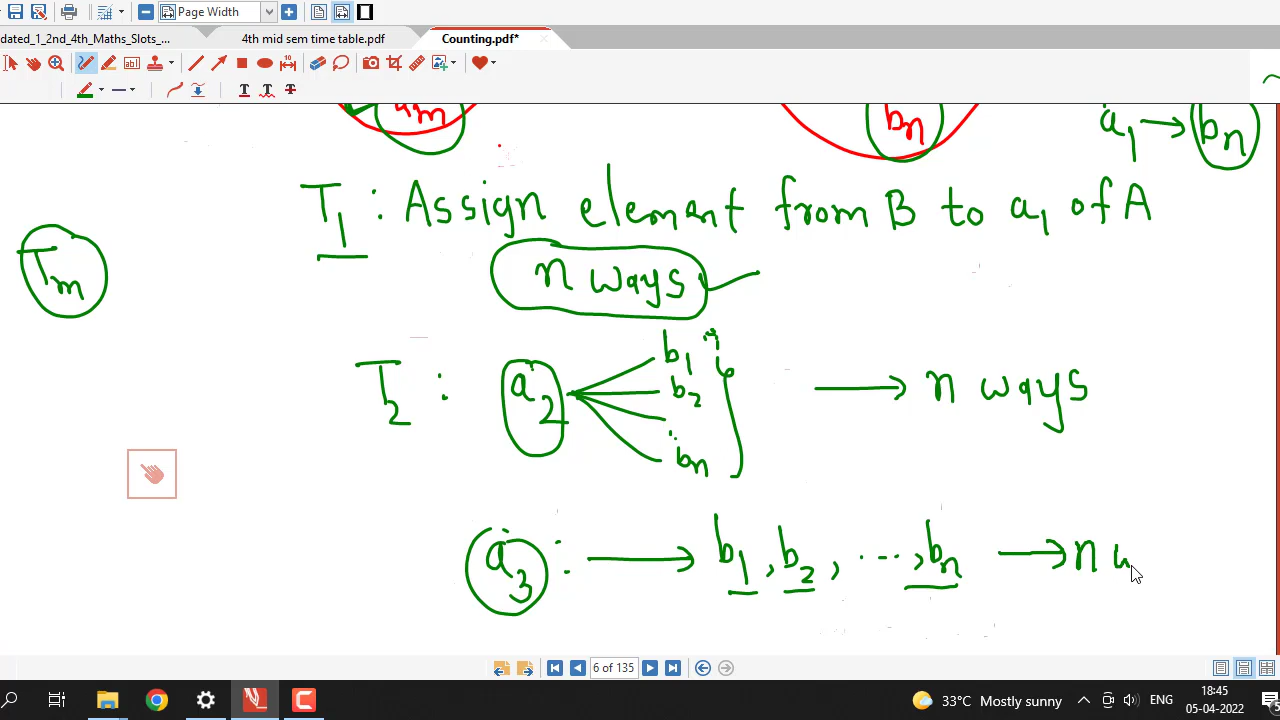 Page Width
dated_1_2nd_4th_Maths_Slots_...
4th mid sem time_table.pdf
Counting.pdf*
T T T
am
bn
a1 → bn
T1 : Assign element from B to a1 of A
n ways
Tm
T2 : a2
b1
b2
bn
→ n ways
a3 : → b1, b2, ..., bn → n
6 of 135
33°C Mostly sunny
ENG
18:45
05-04-2022